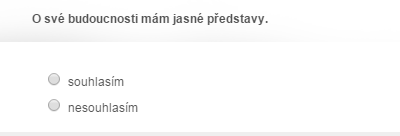 O své budoucnosti mám jasné představy.
souhlasím
nesouhlasím